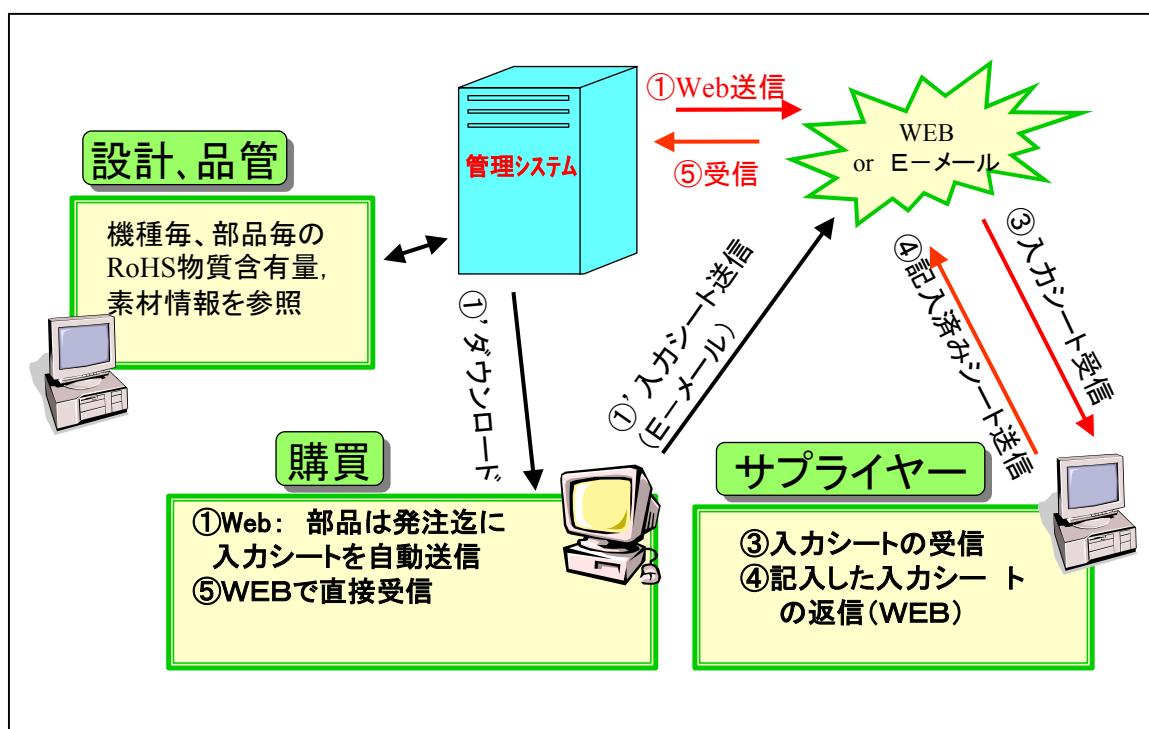 ①Web送信
WEB
or Ｅ－メール
管理システム
⑤受信
設計、品管
機種毎、部品毎の
RoHS物質含有量,
素材情報を参照
①’ダウンロード
①’入力シート送信
（Ｅ－メール）
③入力シート受信
④記入済みシート送信
購買
①Web：　部品は発注迄に
入力シートを自動送信
⑤ＷＥＢで直接受信
サプライヤー
③入力シートの受信
④記入した入力シー ト
の返信（ＷＥＢ）